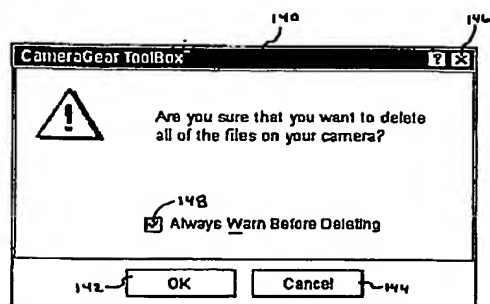 140
146
CameraGear ToolBox ? X
Are you sure that you want to delete
all of the files on your camera?
148
Always Warn Before Deleting
142 OK Cancel 144